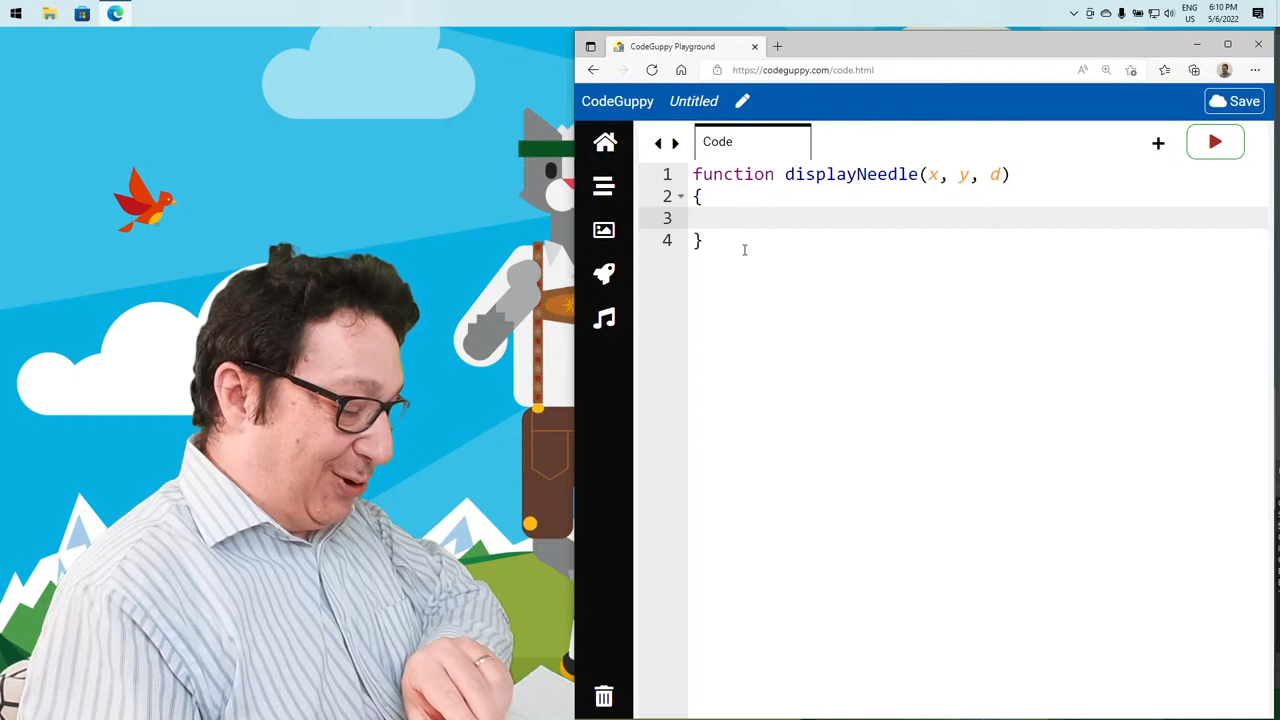 ENG
US
6:10 PM
5/6/2022
CodeGuppy Playground
https://codeguppy.com/code.html
CodeGuppy Untitled Save
Code
1 function displayNeedle(x, y, d)
2 {
3
4 }